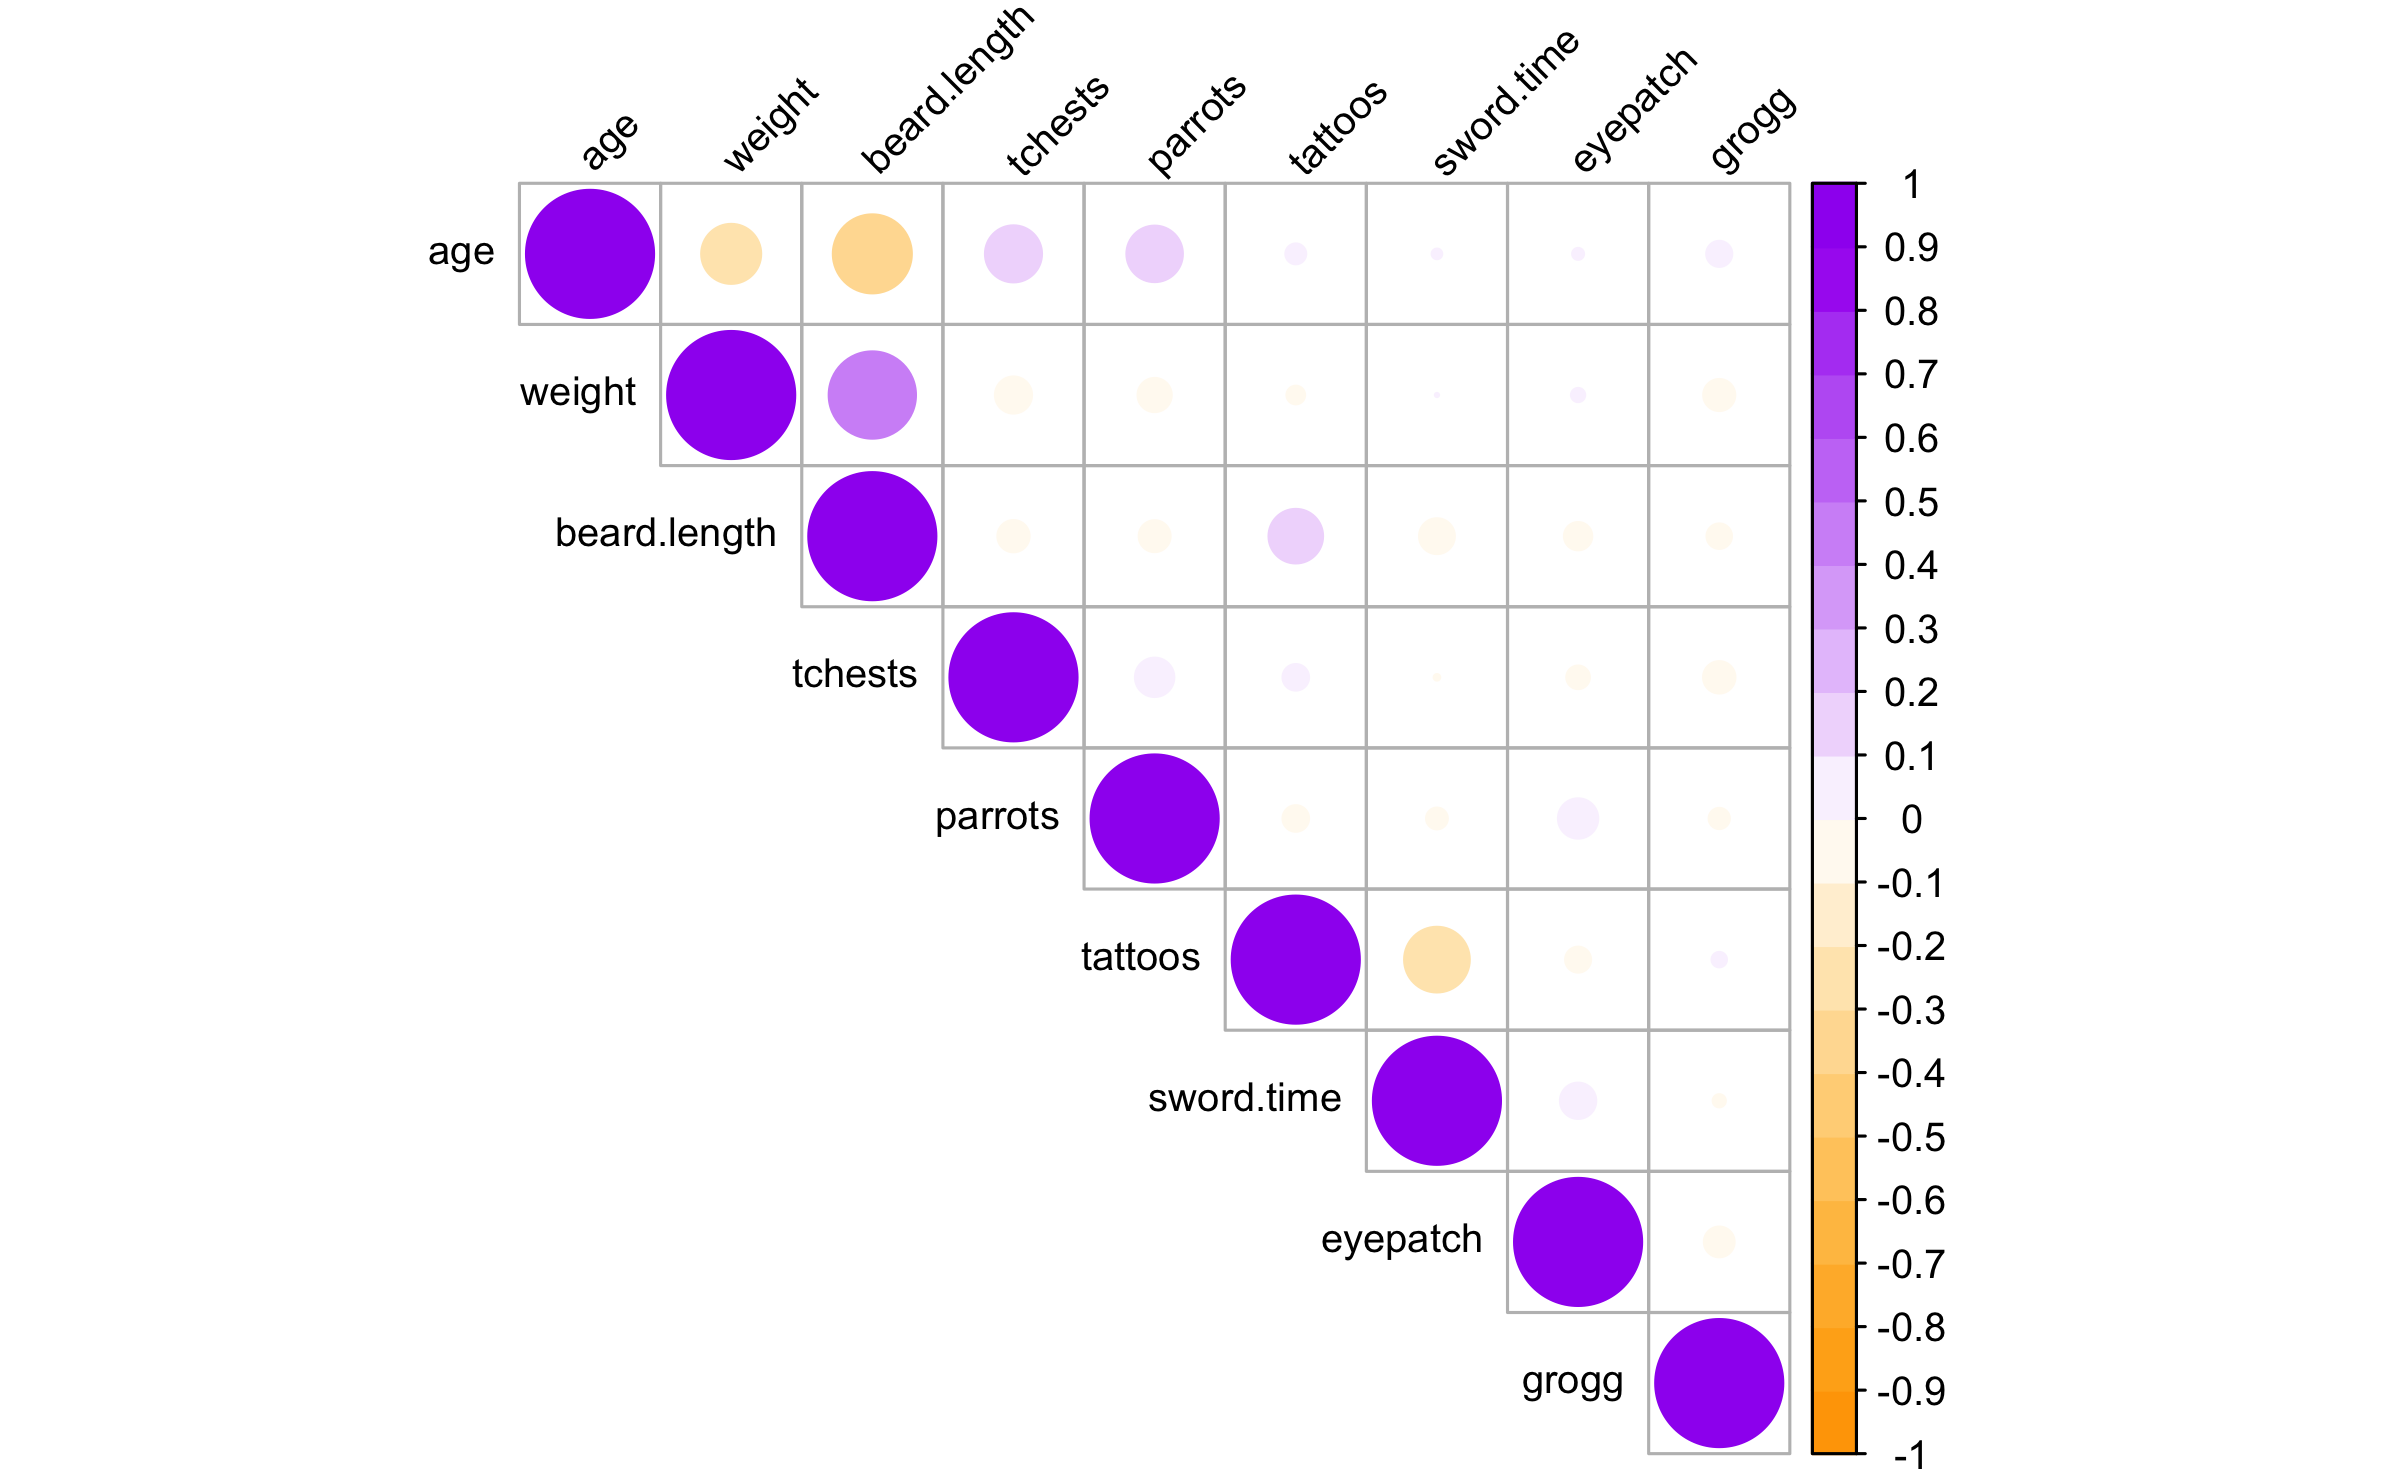 age
weight
beard.length
tchests
parrots
tattoos
sword.time
eyepatch
grogg
age
weight
beard.length
tchests
parrots
tattoos
sword.time
eyepatch
grogg
1
0.9
0.8
0.7
0.6
0.5
0.4
0.3
0.2
0.1
0
-0.1
-0.2
-0.3
-0.4
-0.5
-0.6
-0.7
-0.8
-0.9
-1